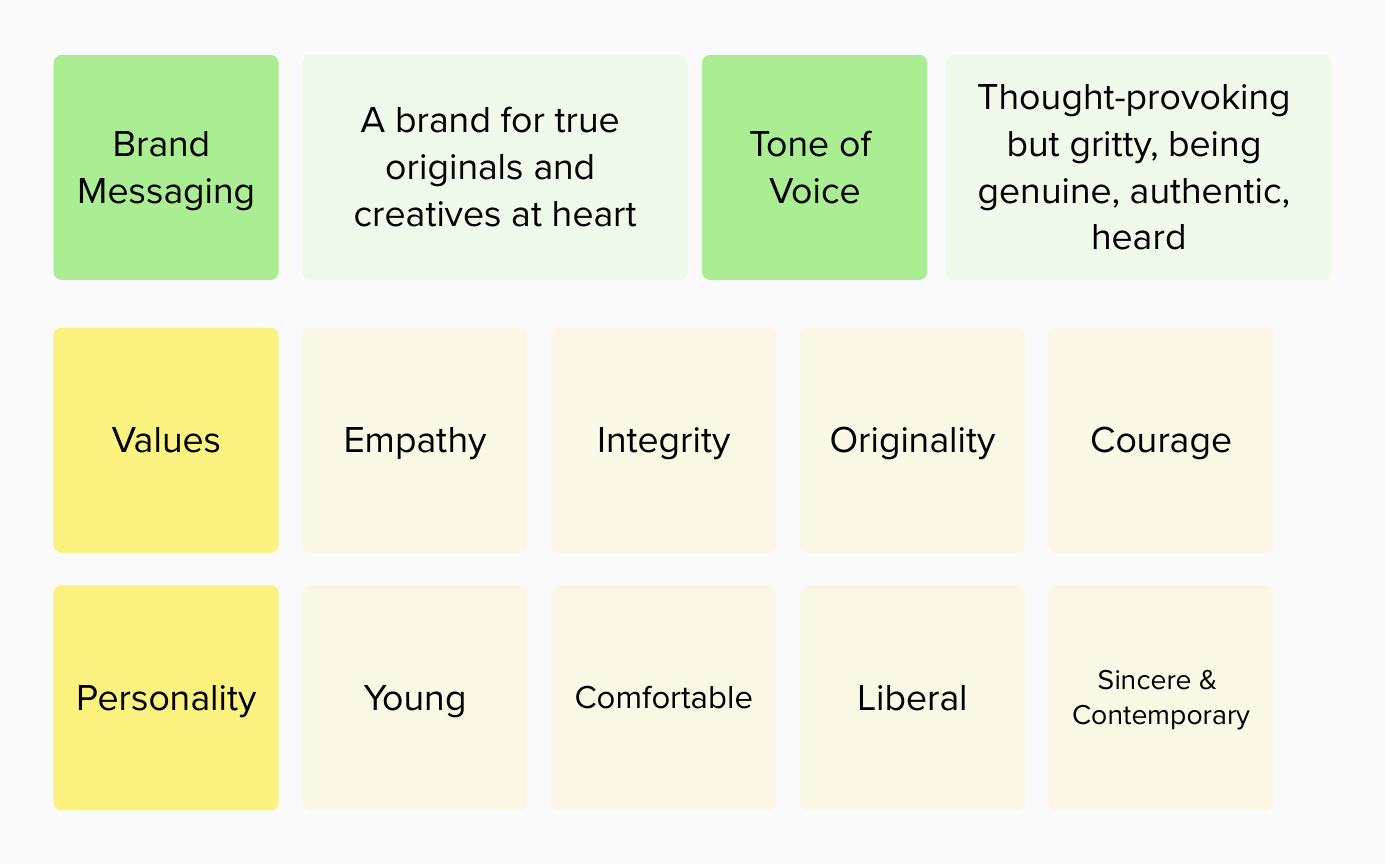 Brand
Messaging
A brand for true
originals and
creatives at heart
Tone of
Voice
Thought-provoking
but gritty, being
genuine, authentic,
heard
Values
Empathy
Integrity
Originality
Courage
Personality
Young
Comfortable
Liberal
Sincere &
Contemporary